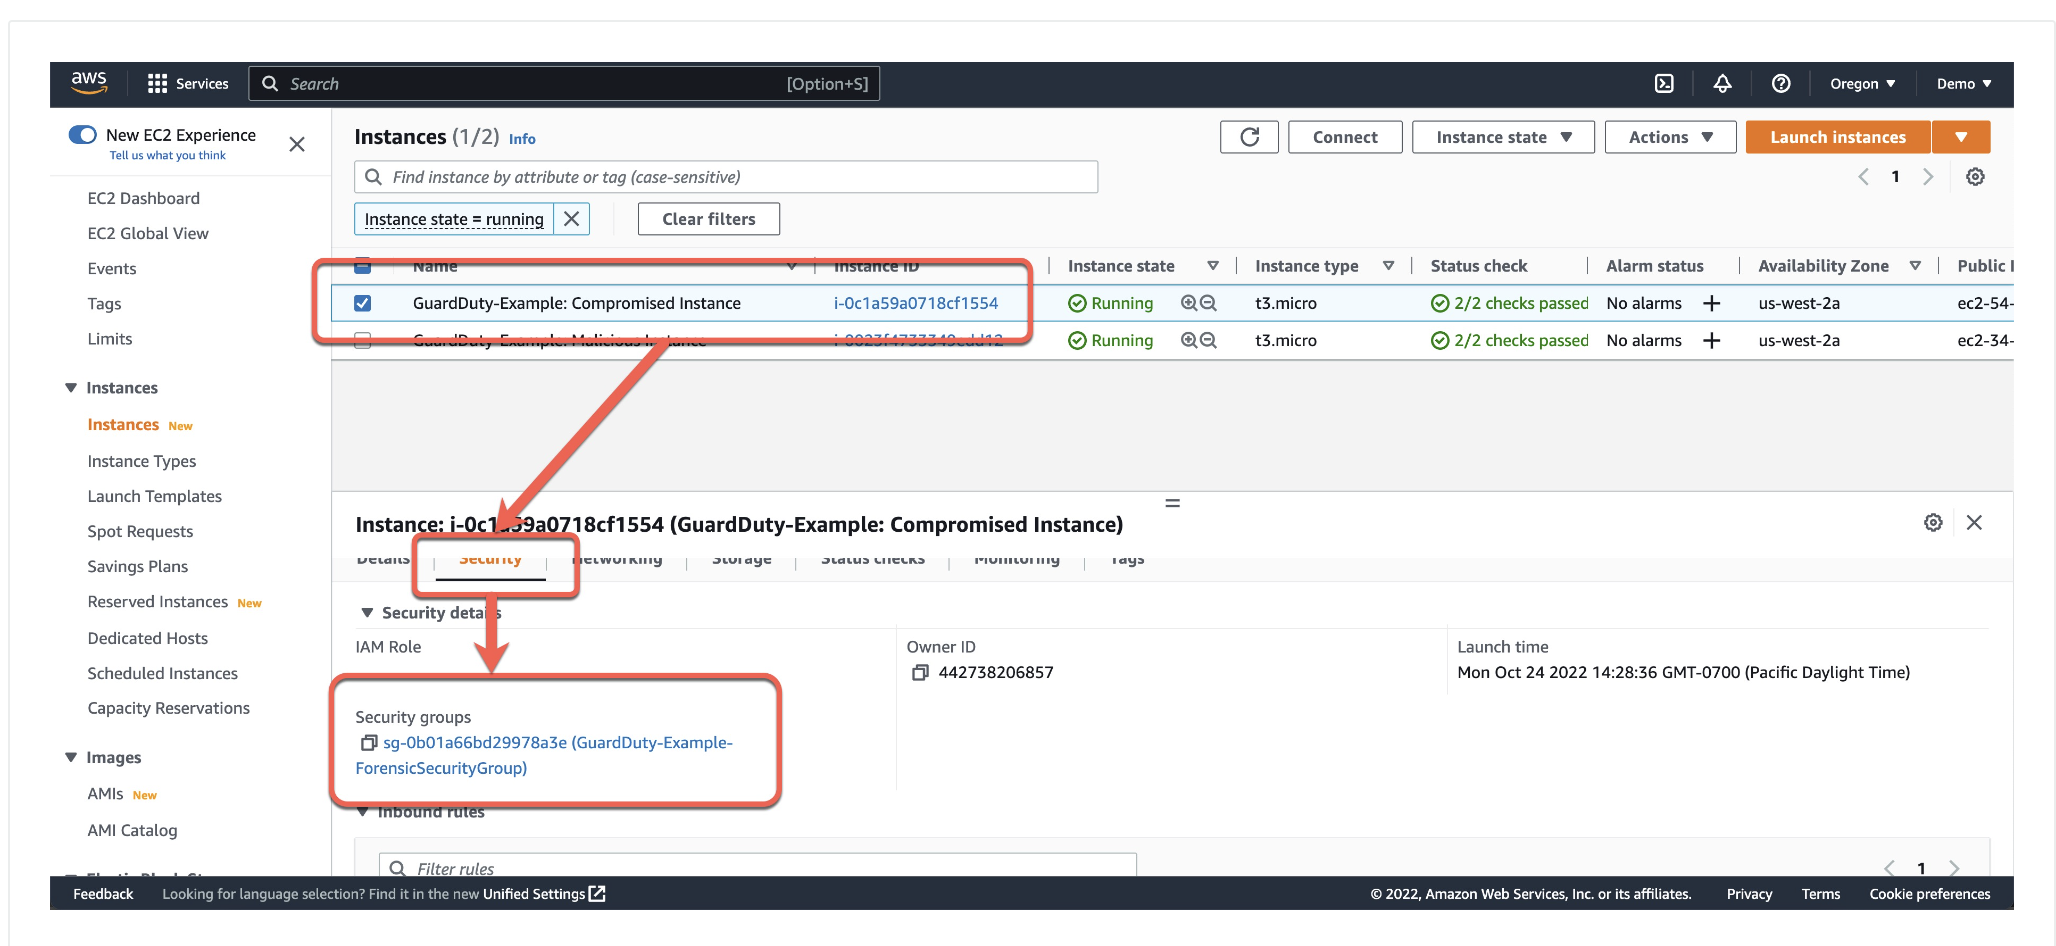 aws
Services
Search
[Option+S]
Oregon
Demo
New EC2 Experience
Tell us what you think
EC2 Dashboard
EC2 Global View
Events
Tags
Limits
Instances
Instances New
Instance Types
Launch Templates
Spot Requests
Savings Plans
Reserved Instances New
Dedicated Hosts
Scheduled Instances
Capacity Reservations
Images
AMIs New
AMI Catalog
Instances (1/2) Info
Connect
Instance state
Actions
Launch instances
Find instance by attribute or tag (case-sensitive)
1
Instance state = running
Clear filters
Name Instance ID Instance state Instance type Status check Alarm status Availability Zone Public
GuardDuty-Example: Compromised Instance i-0c1a59a0718cf1554 Running t3.micro 2/2 checks passed No alarms + us-west-2a ec2-54-
GuardDuty-Example: Malicious Instance Running t3.micro 2/2 checks passed No alarms + us-west-2a ec2-34-
Instance: i-0c1a59a0718cf1554 (GuardDuty-Example: Compromised Instance)
Details Security Networking Storage Status checks Monitoring Tags
Security details
IAM Role
Owner ID
442738206857
Launch time
Mon Oct 24 2022 14:28:36 GMT-0700 (Pacific Daylight Time)
Security groups
sg-0b01a66bd29978a3e (GuardDuty-Example-
ForensicSecurityGroup)
Inbound rules
Filter rules
1
Feedback
Looking for language selection? Find it in the new Unified Settings
© 2022, Amazon Web Services, Inc. or its affiliates.
Privacy
Terms
Cookie preferences